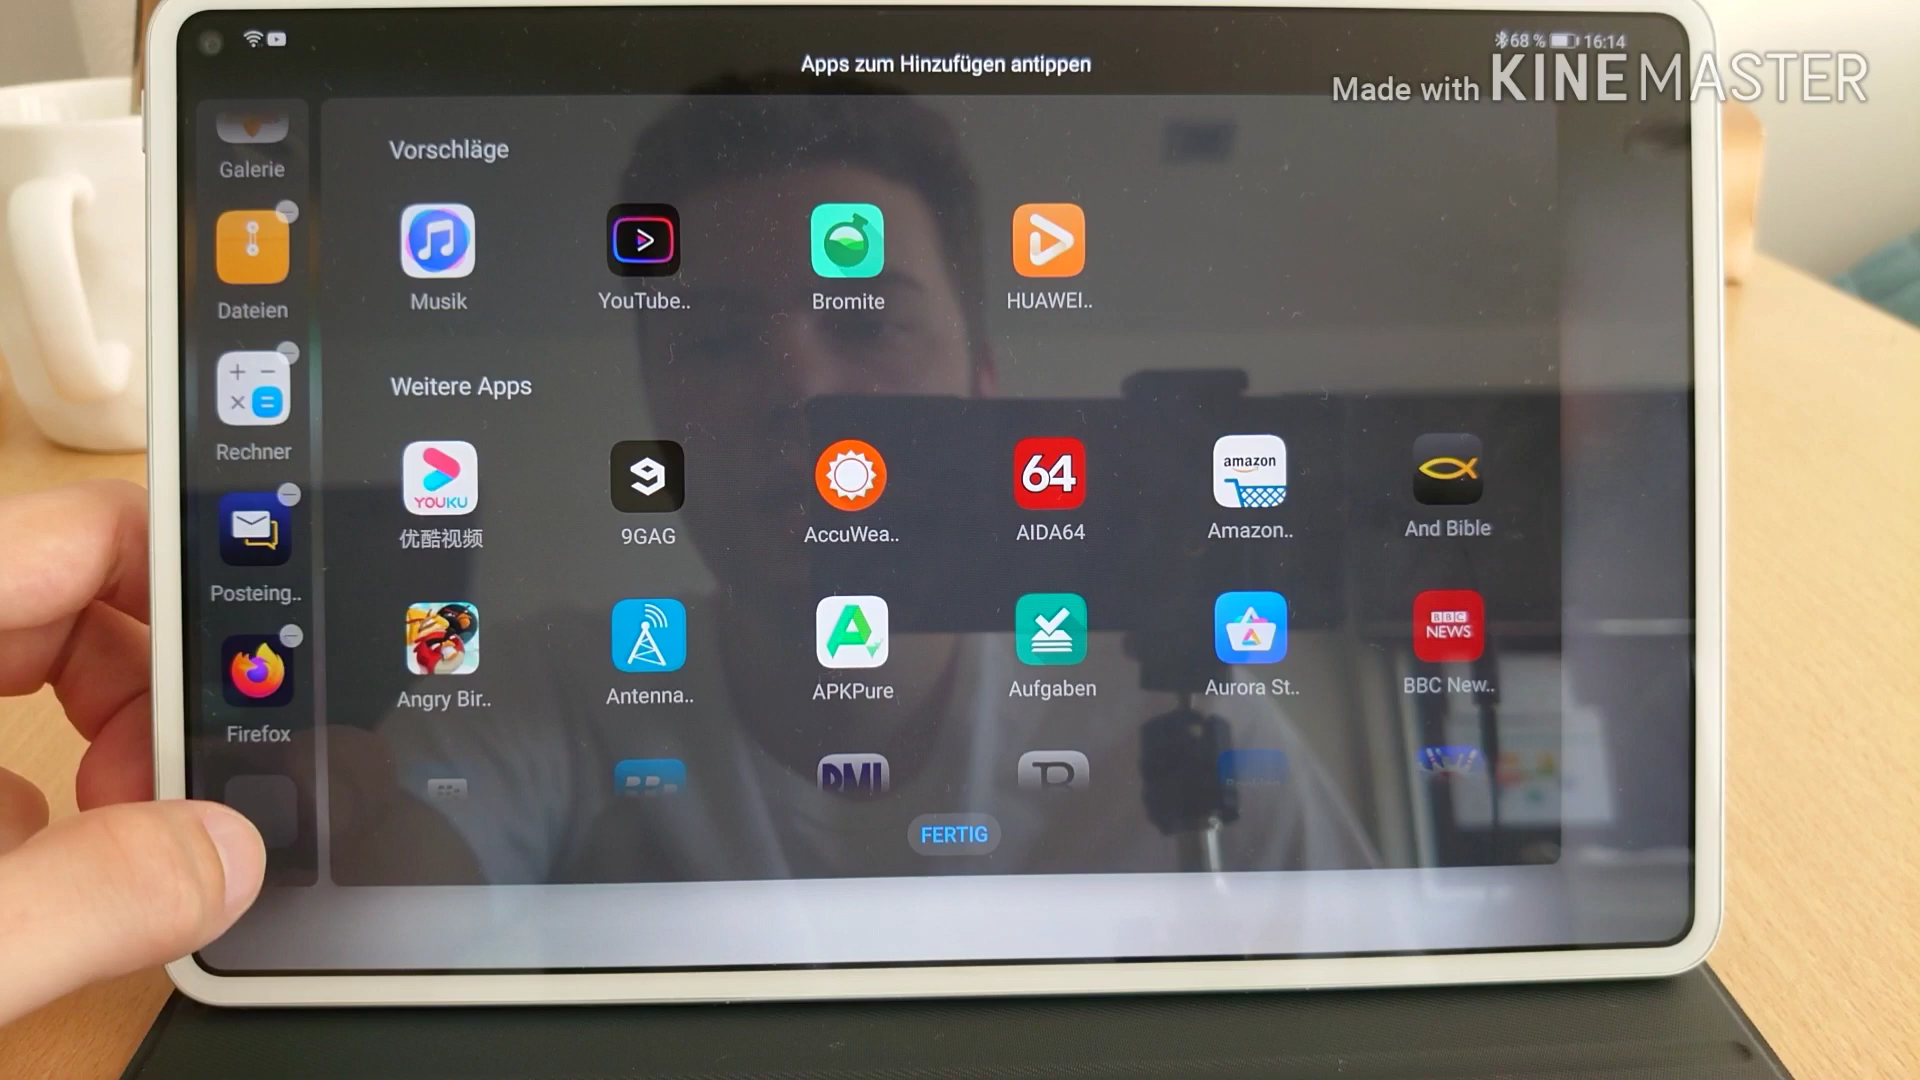 68 % 16:14
Apps zum Hinzufügen antippen
Made with KINEMASTER
Galerie
Dateien
Rechner
Posteing..
Firefox
Vorschläge
Musik YouTube.. Bromite HUAWEI..
Weitere Apps
YOUKU 9 64 amazon
优酷视频 9GAG AccuWea.. AIDA64 Amazon.. And Bible
BBC NEWS
Angry Bir.. Antenna.. APKPure Aufgaben Aurora St.. BBC New..
FERTIG